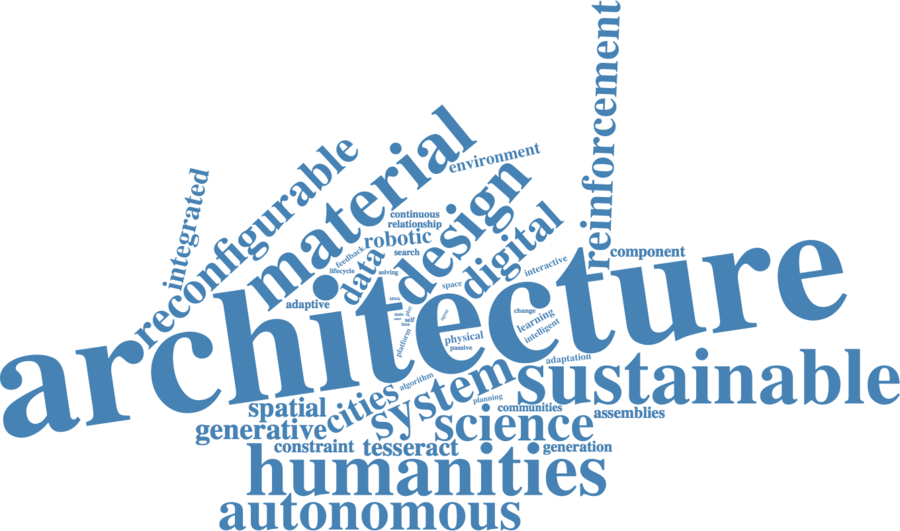 reinforcement
material
environment
reconfigurable
integrated
design
continuous
relationship
robotic
digital
search
feedback
data
lifecycle
solving
component
interactive
space
adaptive
architecture
change
learning
intelligent
self
platform
physical
passive
adaptation
system
sustainable
algorithm
cities
planning
spatial
communities
assemblies
generative
science
constraint
tesseract
generation
humanities
autonomous